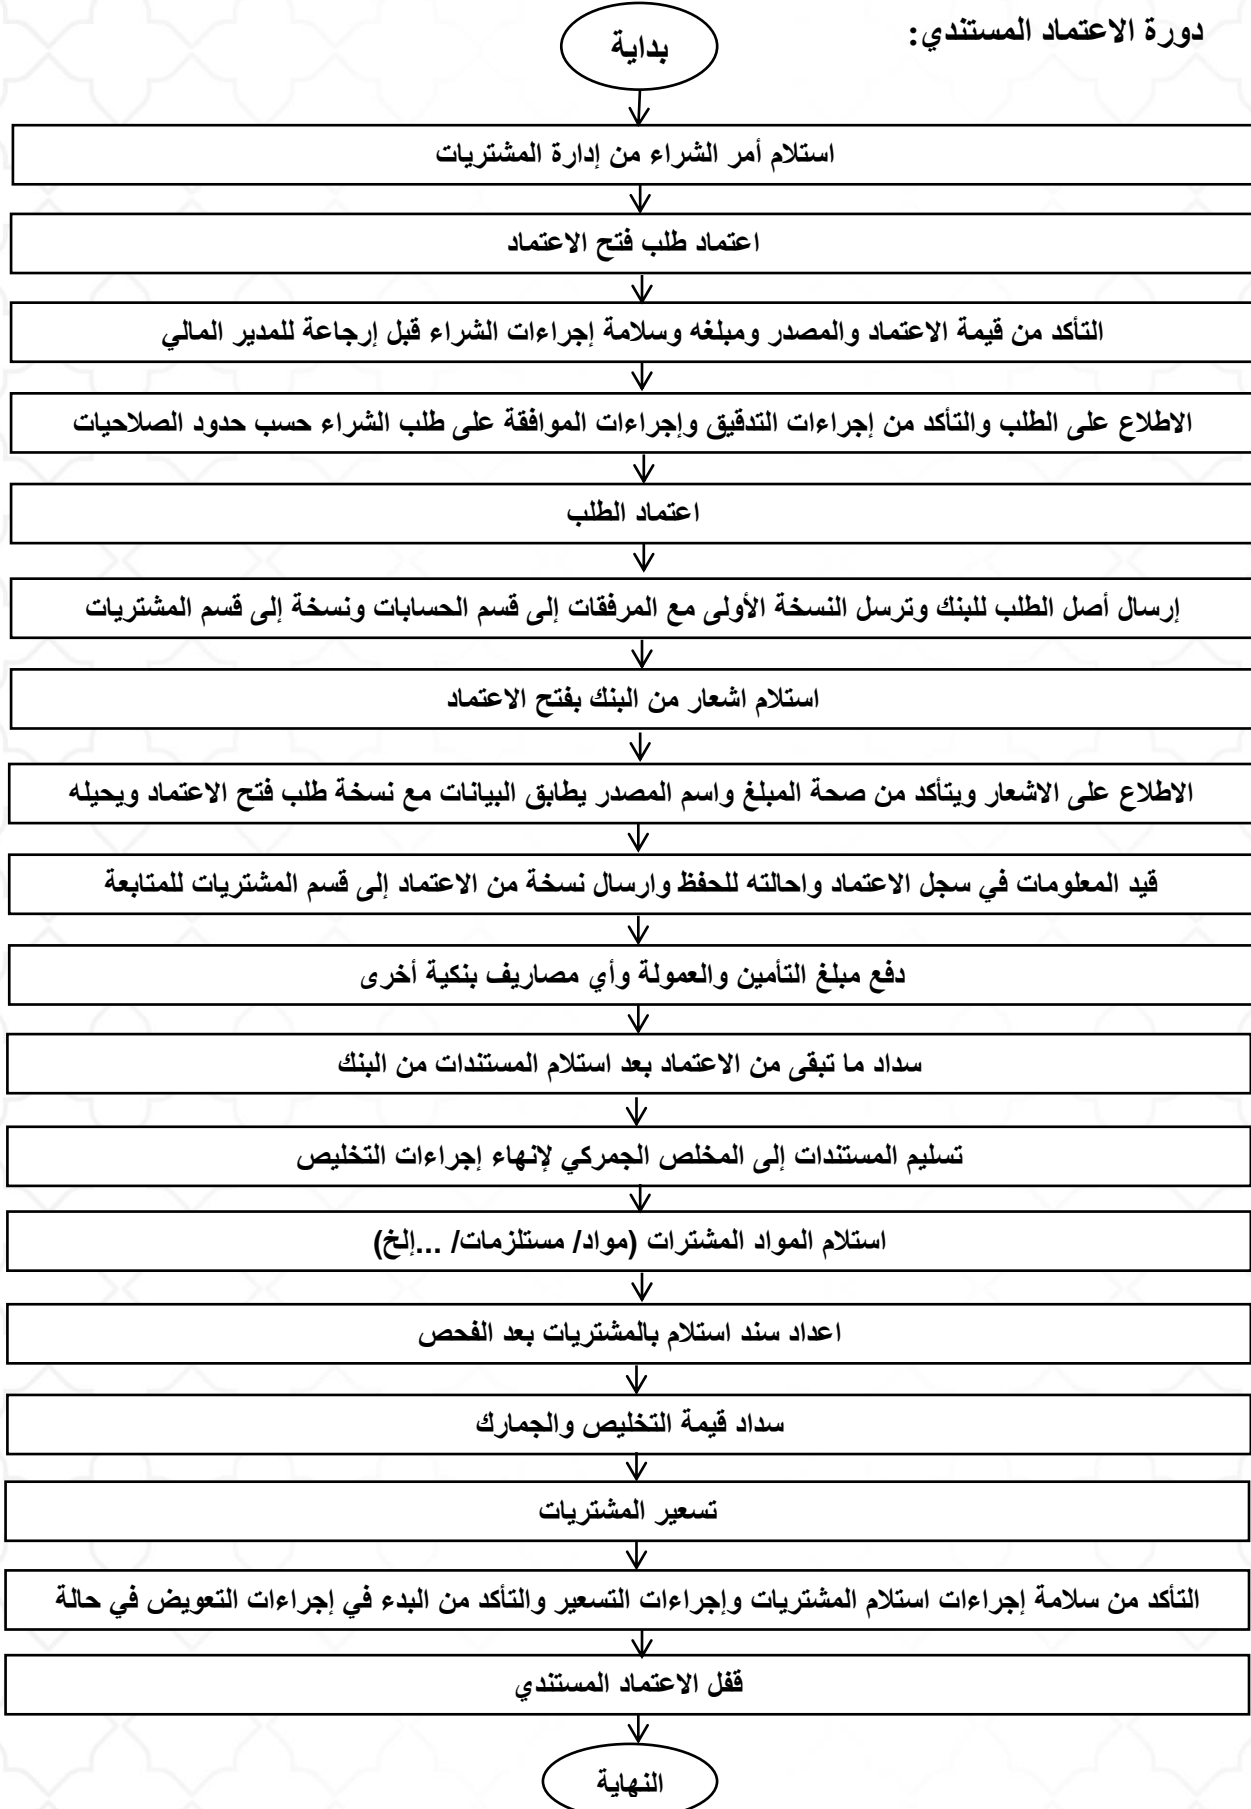 دورة الاعتماد المستندي:
بداية
استلام أمر الشراء من إدارة المشتريات
اعتماد طلب فتح الاعتماد
التأكد من قيمة الاعتماد والمصدر ومبلغه وسلامة إجراءات الشراء قبل إرجاعة للمدير المالي
الاطلاع على الطلب والتأكد من إجراءات التدقيق وإجراءات الموافقة على طلب الشراء حسب حدود الصلاحيات
اعتماد الطلب
إرسال أصل الطلب للبنك وترسل النسخة الأولى مع المرفقات إلى قسم الحسابات ونسخة إلى قسم المشتريات
استلام اشعار من البنك بفتح الاعتماد
الاطلاع على الاشعار ويتأكد من صحة المبلغ واسم المصدر يطابق البيانات مع نسخة طلب فتح الاعتماد ويحيله
قيد المعلومات في سجل الاعتماد واحالته للحفظ وارسال نسخة من الاعتماد إلى قسم المشتريات للمتابعة
دفع مبلغ التأمين والعمولة وأي مصاريف بنكية أخرى
سداد ما تبقى من الاعتماد بعد استلام المستندات من البنك
تسليم المستندات إلى المخلص الجمركي لإنهاء إجراءات التخليص
استلام المواد المشترات (مواد/ مستلزمات/ ...إلخ)
اعداد سند استلام بالمشتريات بعد الفحص
سداد قيمة التخليص والجمارك
تسعير المشتريات
التأكد من سلامة إجراءات استلام المشتريات وإجراءات التسعير والتأكد من البدء في إجراءات التعويض في حالة
قفل الاعتماد المستندي
النهاية